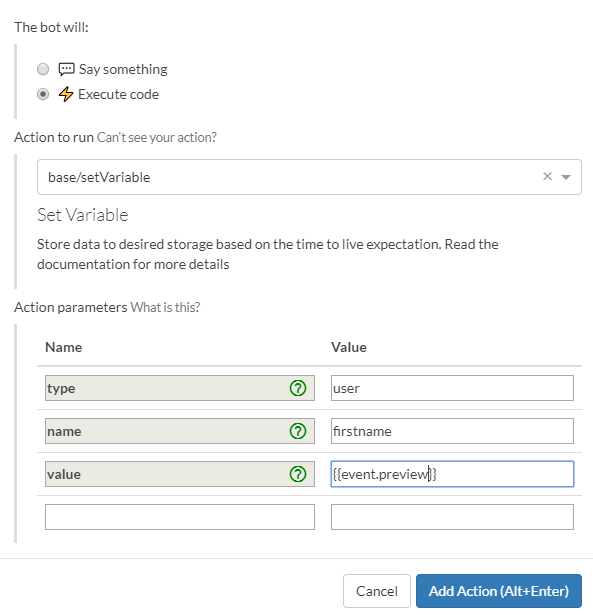 The bot will:
Say something
Execute code
Action to run Can't see your action?
base/setVariable
Set Variable
Store data to desired storage based on the time to live expectation. Read the
documentation for more details
Action parameters What is this?
Name Value
type user
name firstname
value {{event.preview}}
Cancel Add Action (Alt+Enter)